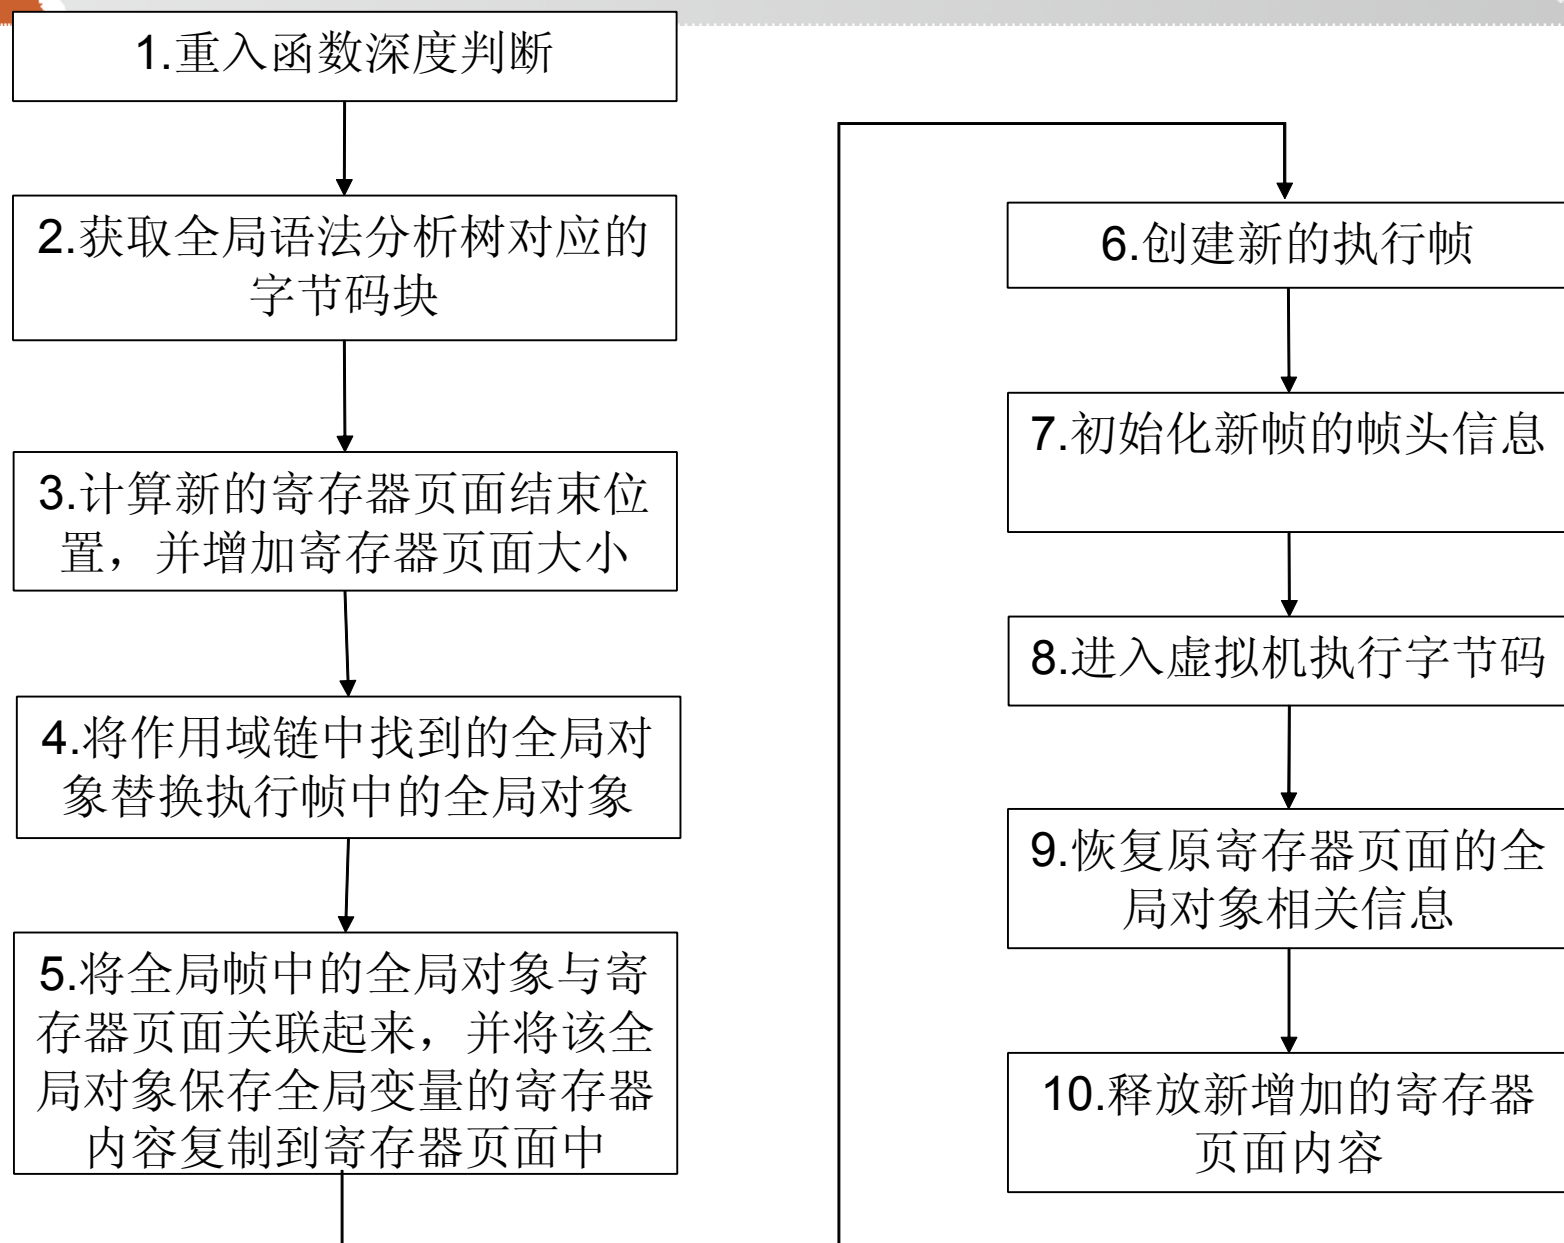 1.重入函数深度判断
2.获取全局语法分析树对应的
字节码块
3.计算新的寄存器页面结束位
置，并增加寄存器页面大小
4.将作用域链中找到的全局对
象替换执行帧中的全局对象
5.将全局帧中的全局对象与寄
存器页面关联起来，并将该全
局对象保存全局变量的寄存器
内容复制到寄存器页面中
6.创建新的执行帧
7.初始化新帧的帧头信息
8.进入虚拟机执行字节码
9.恢复原寄存器页面的全
局对象相关信息
10.释放新增加的寄存器
页面内容